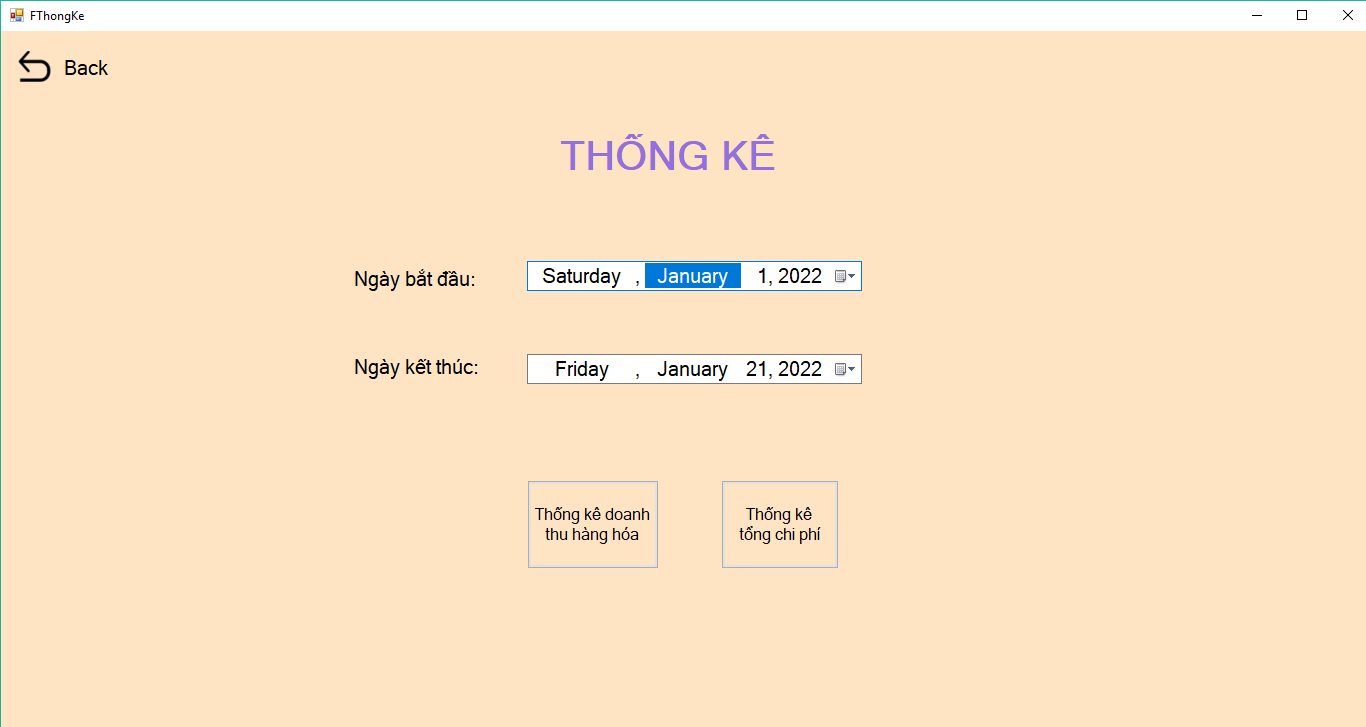 FThongKe
Back
THỐNG KÊ
Ngày bắt đầu:
Saturday , January 1, 2022
Ngày kết thúc:
Friday , January 21, 2022
Thống kê doanh
thu hàng hóa
Thống kê
tổng chi phí